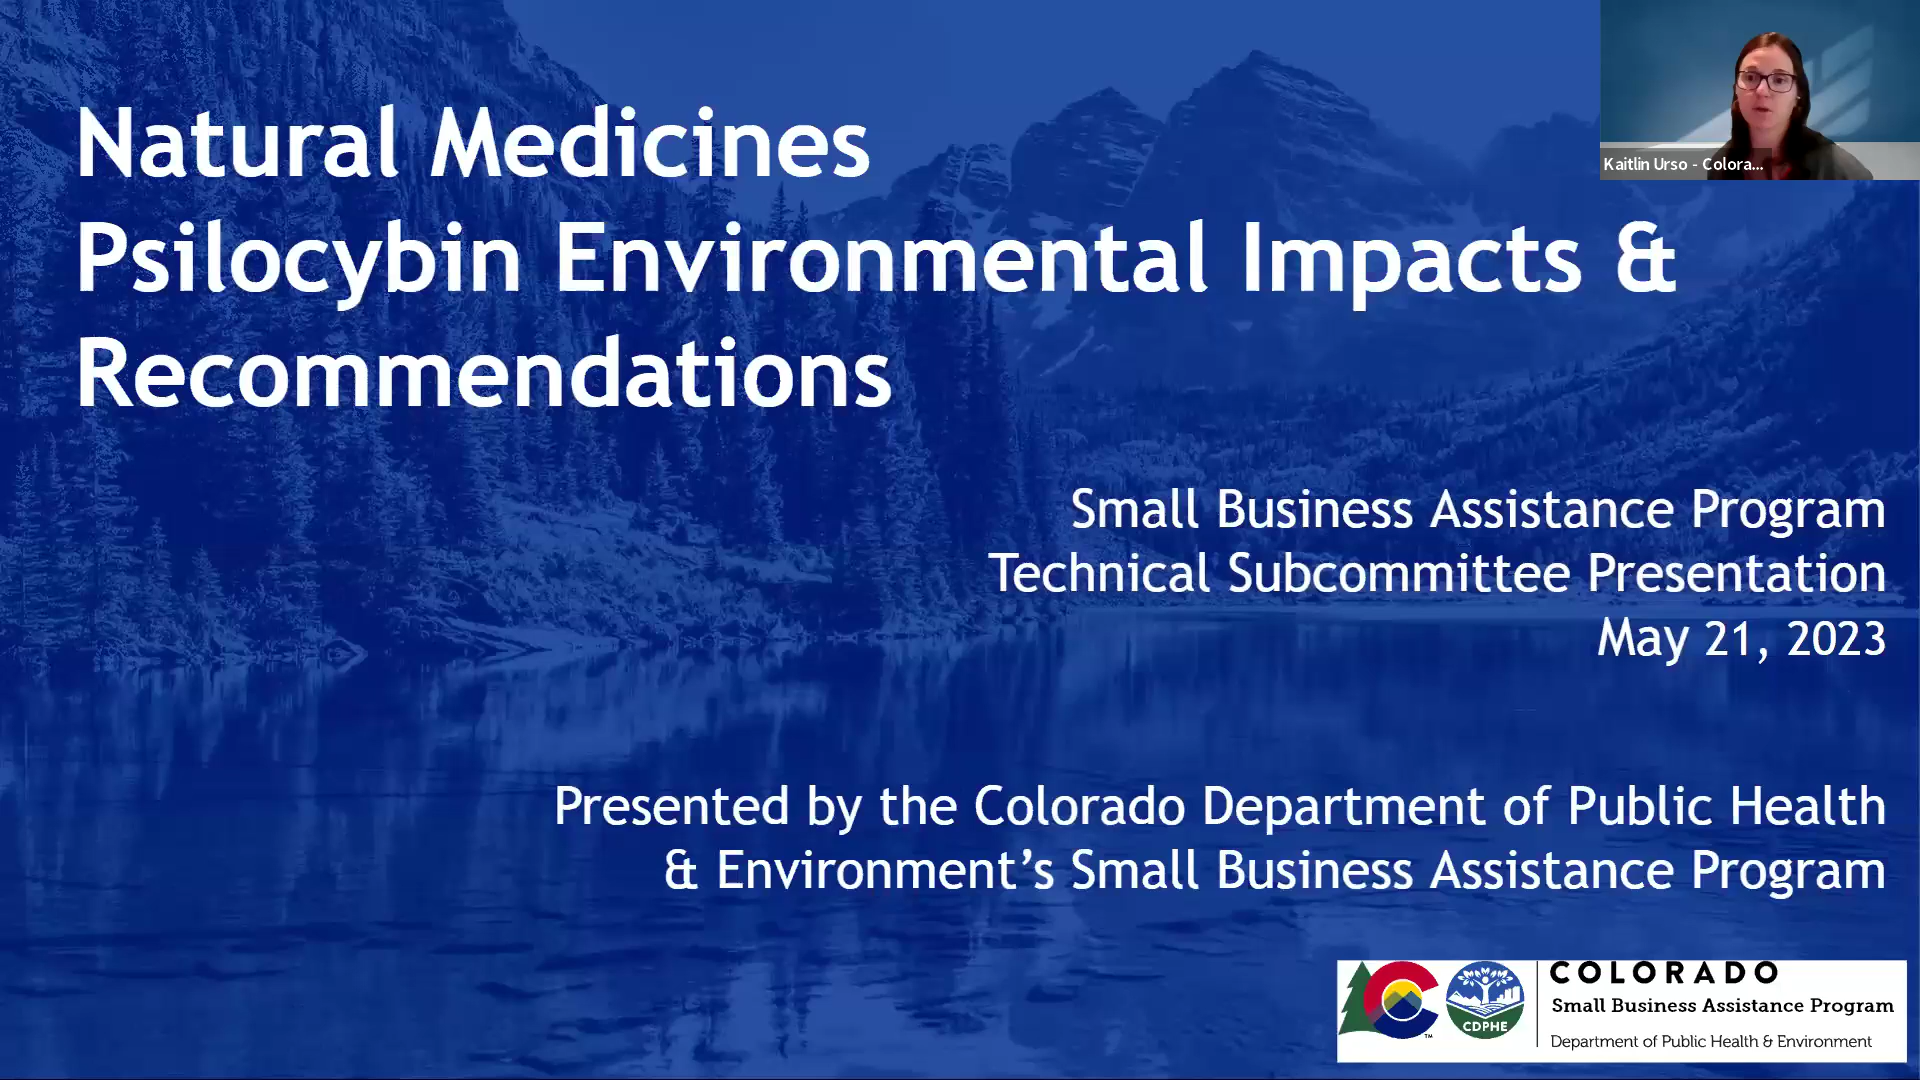 Natural Medicines
Psilocybin Environmental Impacts &
Recommendations
Kaitlin Urso - Colora...
Small Business Assistance Program
Technical Subcommittee Presentation
May 21, 2023
Presented by the Colorado Department of Public Health
& Environment’s Small Business Assistance Program
CDPHE
TM
COLORADO
Small Business Assistance Program
Department of Public Health & Environment